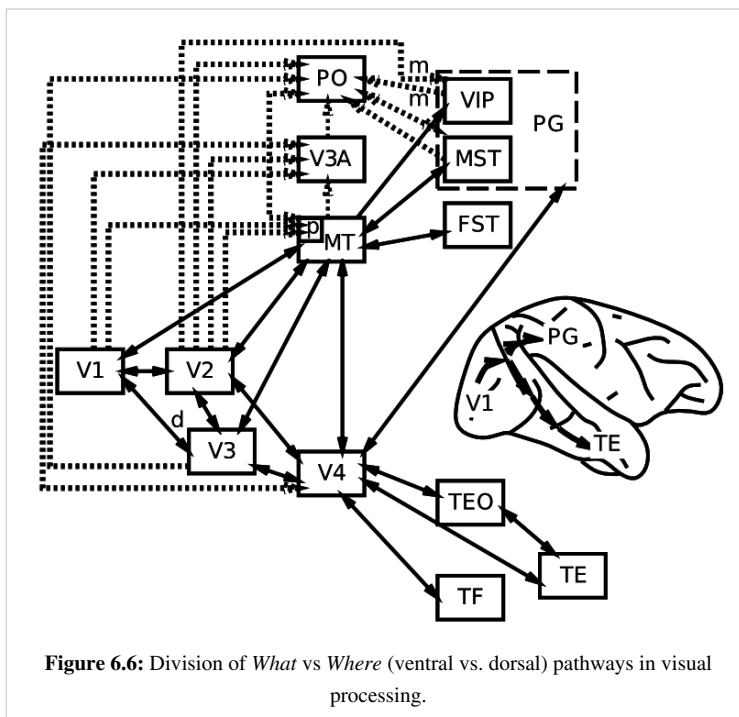 m
PO
VIP
m
PG
V3A
MST
p
MT
FST
PG
V1
V2
V1
d
V3
TE
V4
TEO
TE
TF
Figure 6.6: Division of What vs Where (ventral vs. dorsal) pathways in visual
processing.